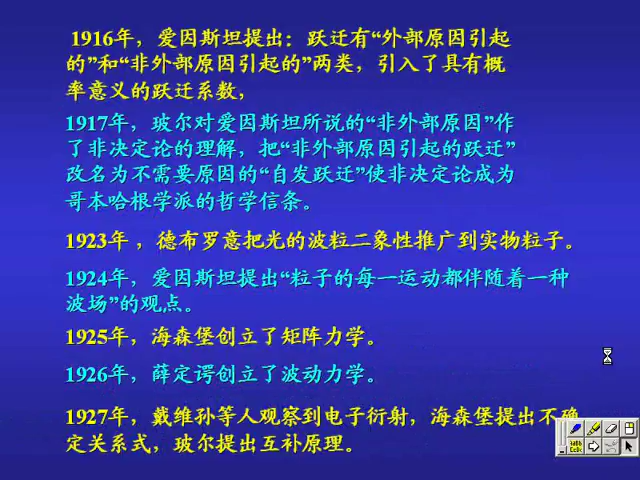 1916年，爱因斯坦提出：跃迁有“外部原因引起
的”和“非外部原因引起的”两类，引入了具有概
率意义的跃迁系数，
1917年，玻尔对爱因斯坦所说的“非外部原因”作
了非决定论的理解，把“非外部原因引起的跃迁”
改名为不需要原因的“自发跃迁”使非决定论成为
哥本哈根学派的哲学信条。
1923年 ，德布罗意把光的波粒二象性推广到实物粒子。
1924年，爱因斯坦提出“粒子的每一运动都伴随着一种
波场”的观点。
1925年，海森堡创立了矩阵力学。
1926年，薛定谔创立了波动力学。
1927年，戴维孙等人观察到电子衍射，海森堡提出不确
定关系式，玻尔提出互补原理。